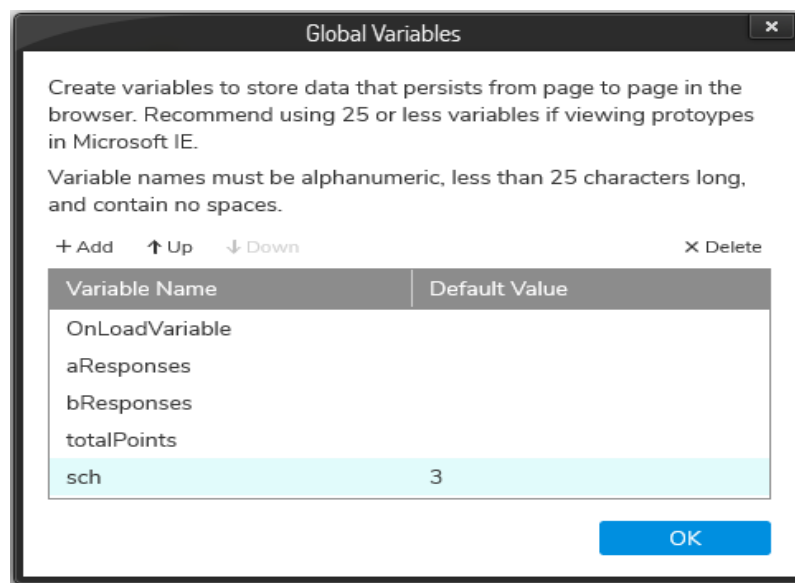 Global Variables
Create variables to store data that persists from page to page in the
browser. Recommend using 25 or less variables if viewing protoypes
in Microsoft IE.
Variable names must be alphanumeric, less than 25 characters long,
and contain no spaces.
+ Add ↑ Up ↓ Down × Delete
Variable Name Default Value
OnLoadVariable
aResponses
bResponses
totalPoints
sch 3
OK